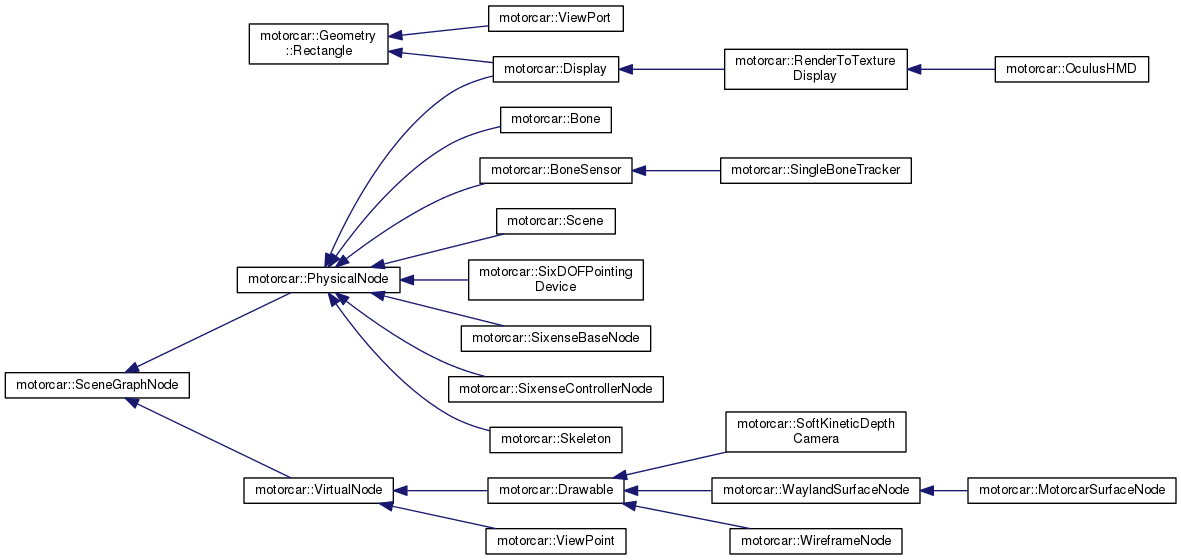 motorcar::ViewPort
motorcar::Geometry
::Rectangle
motorcar::Display
motorcar::RenderToTexture
Display
motorcar::OculusHMD
motorcar::Bone
motorcar::BoneSensor
motorcar::SingleBoneTracker
motorcar::Scene
motorcar::PhysicalNode
motorcar::SixDOFPointing
Device
motorcar::SixenseBaseNode
motorcar::SceneGraphNode
motorcar::SixenseControllerNode
motorcar::Skeleton
motorcar::SoftKineticDepth
Camera
motorcar::VirtualNode
motorcar::Drawable
motorcar::WaylandSurfaceNode
motorcar::MotorcarSurfaceNode
motorcar::ViewPoint
motorcar::WireframeNode